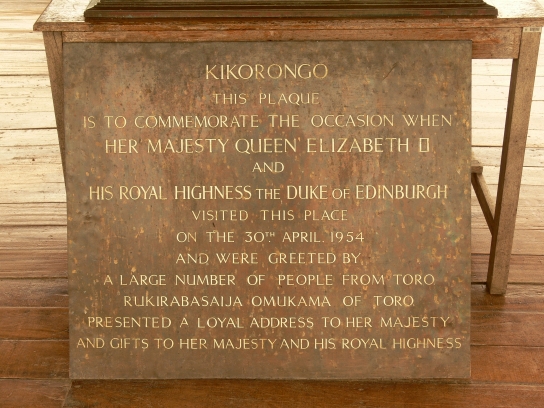 KIKORONGO
THIS PLAQUE
IS TO COMMEMORATE THE OCCASION WHEN
HER MAJESTY QUEEN ELIZABETH II
AND
HIS ROYAL HIGHNESS THE DUKE OF EDINBURGH
VISITED THIS PLACE
ON THE 30TH APRIL, 1954
AND WERE GREETED BY,
A LARGE NUMBER OF PEOPLE FROM TORO
RUKIRABASAIJA OMUKAMA OF TORO
PRESENTED A LOYAL ADDRESS TO HER MAJESTY
AND GIFTS TO HER MAJESTY AND HIS ROYAL HIGHNESS